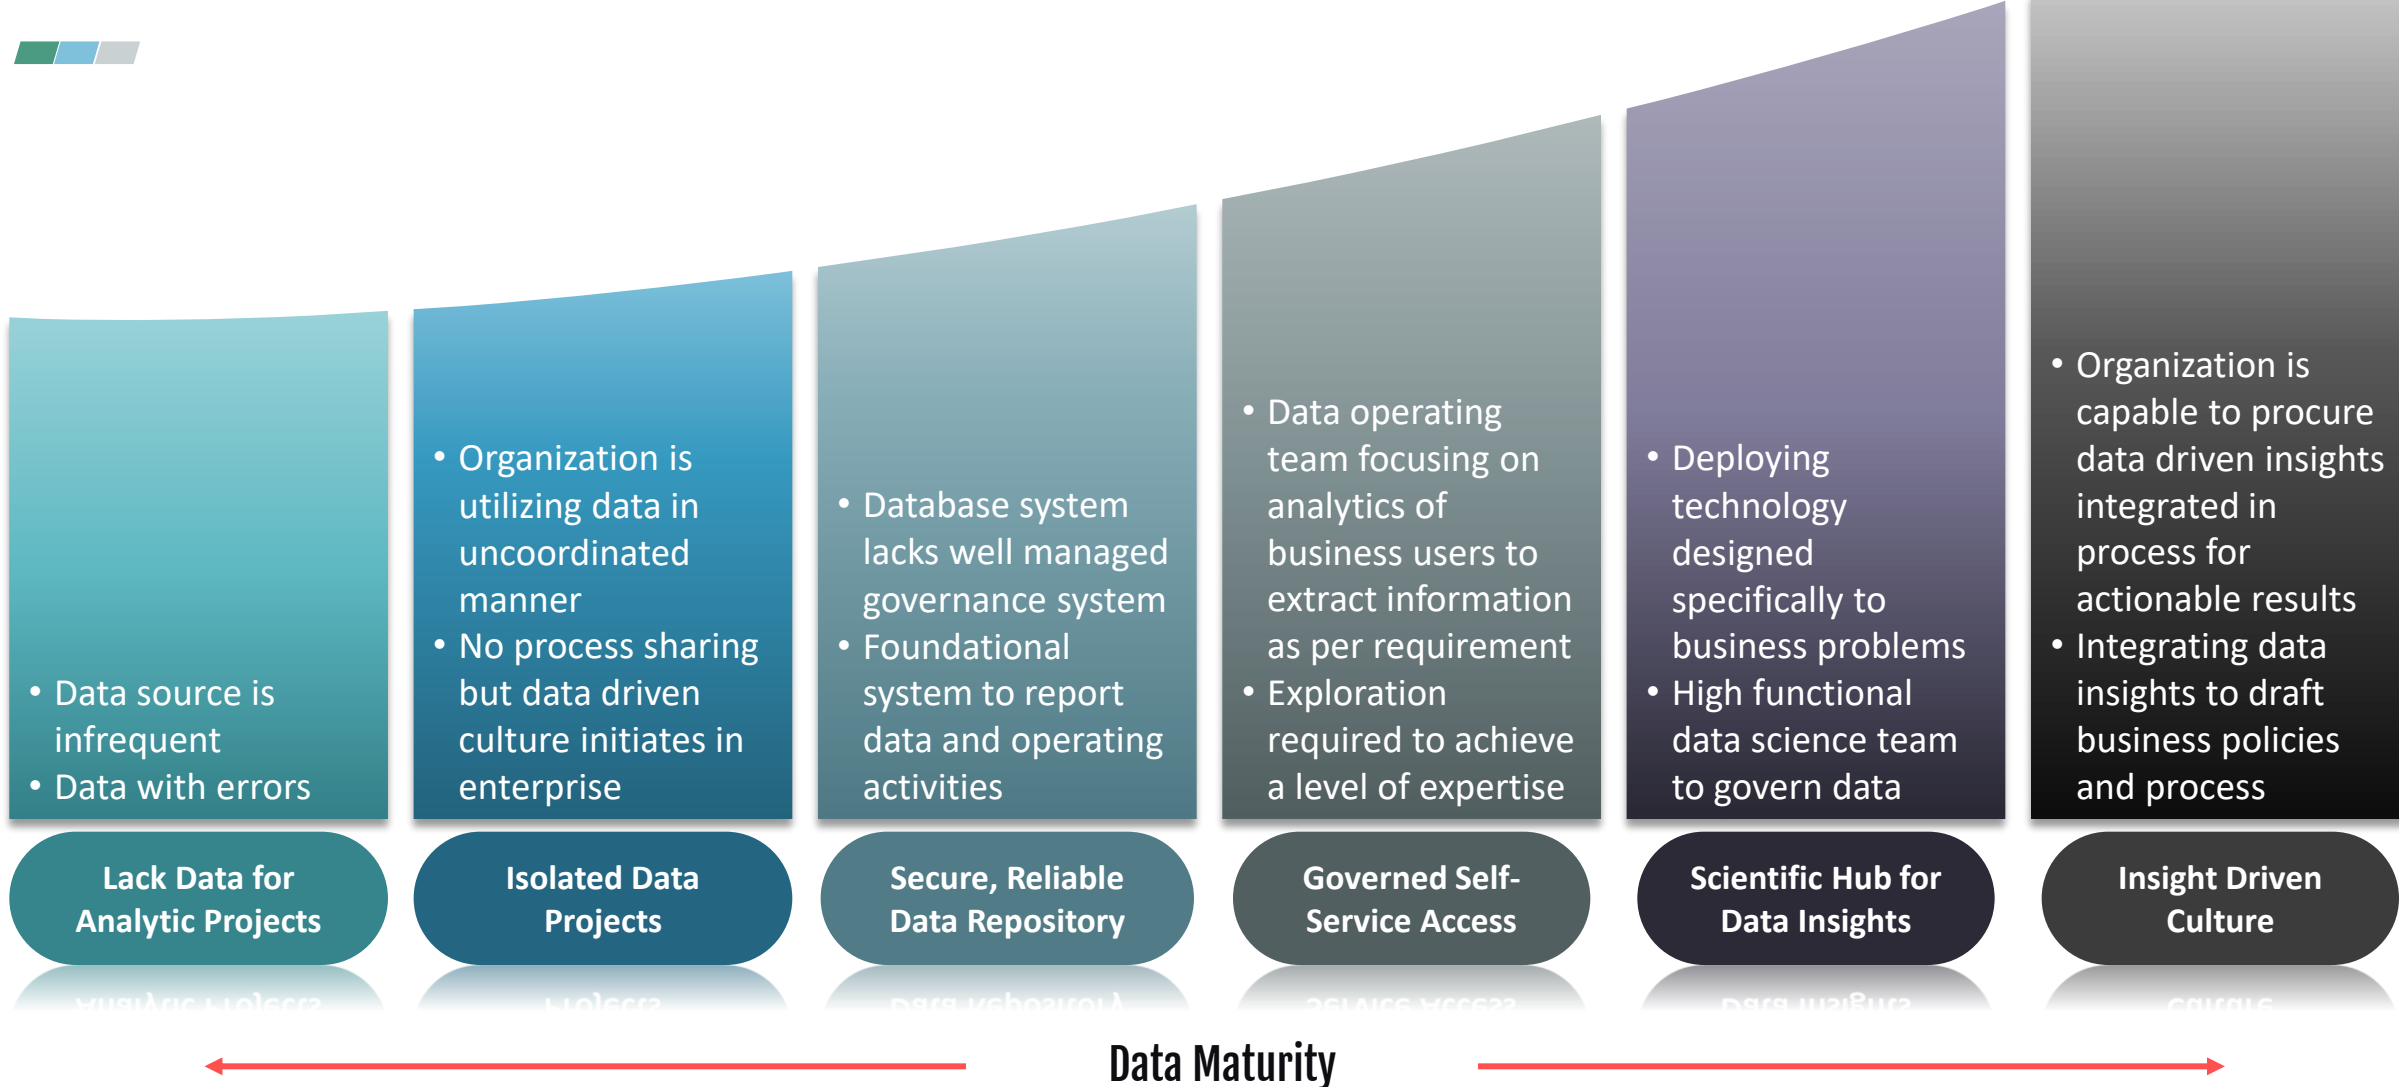 • Data source is
infrequent
• Data with errors
Lack Data for
Analytic Projects
• Organization is
utilizing data in
uncoordinated
manner
• No process sharing
but data driven
culture initiates in
enterprise
Isolated Data
Projects
• Database system
lacks well managed
governance system
• Foundational
system to report
data and operating
activities
Secure, Reliable
Data Repository
• Data operating
team focusing on
analytics of
business users to
extract information
as per requirement
• Exploration
required to achieve
a level of expertise
Governed Self-
Service Access
• Deploying
technology
designed
specifically to
business problems
• High functional
data science team
to govern data
Scientific Hub for
Data Insights
• Organization is
capable to procure
data driven insights
integrated in
process for
actionable results
• Integrating data
insights to draft
business policies
and process
Insight Driven
Culture
Data Maturity